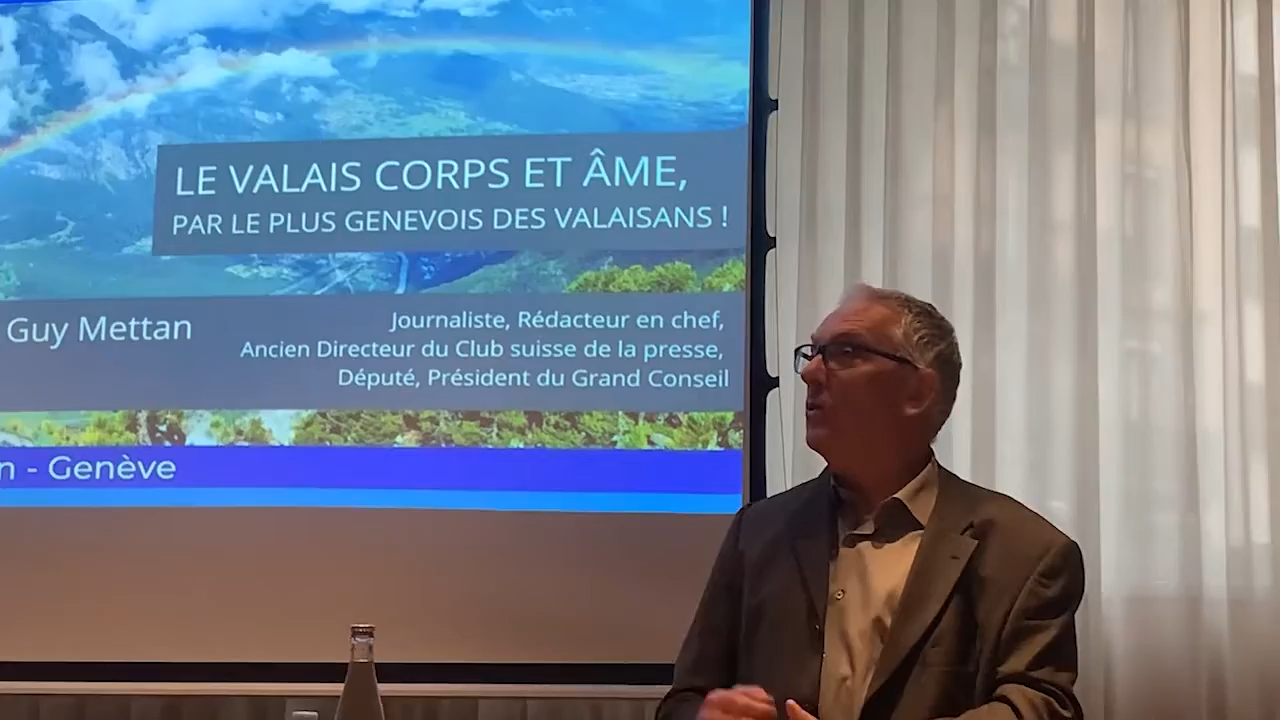 LE VALAIS CORPS ET ÂME,
PAR LE PLUS GENEVOIS DES VALAISANS !
Guy Mettan
Journaliste, Rédacteur en chef,
Ancien Directeur du Club suisse de la presse,
Député, Président du Grand Conseil
n - Genève